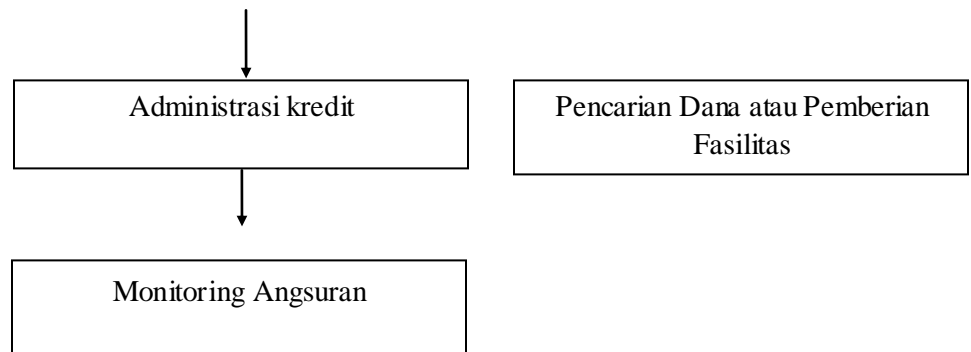 Administrasi kredit
Pencarian Dana atau Pemberian
Fasilitas
Monitoring Angsuran